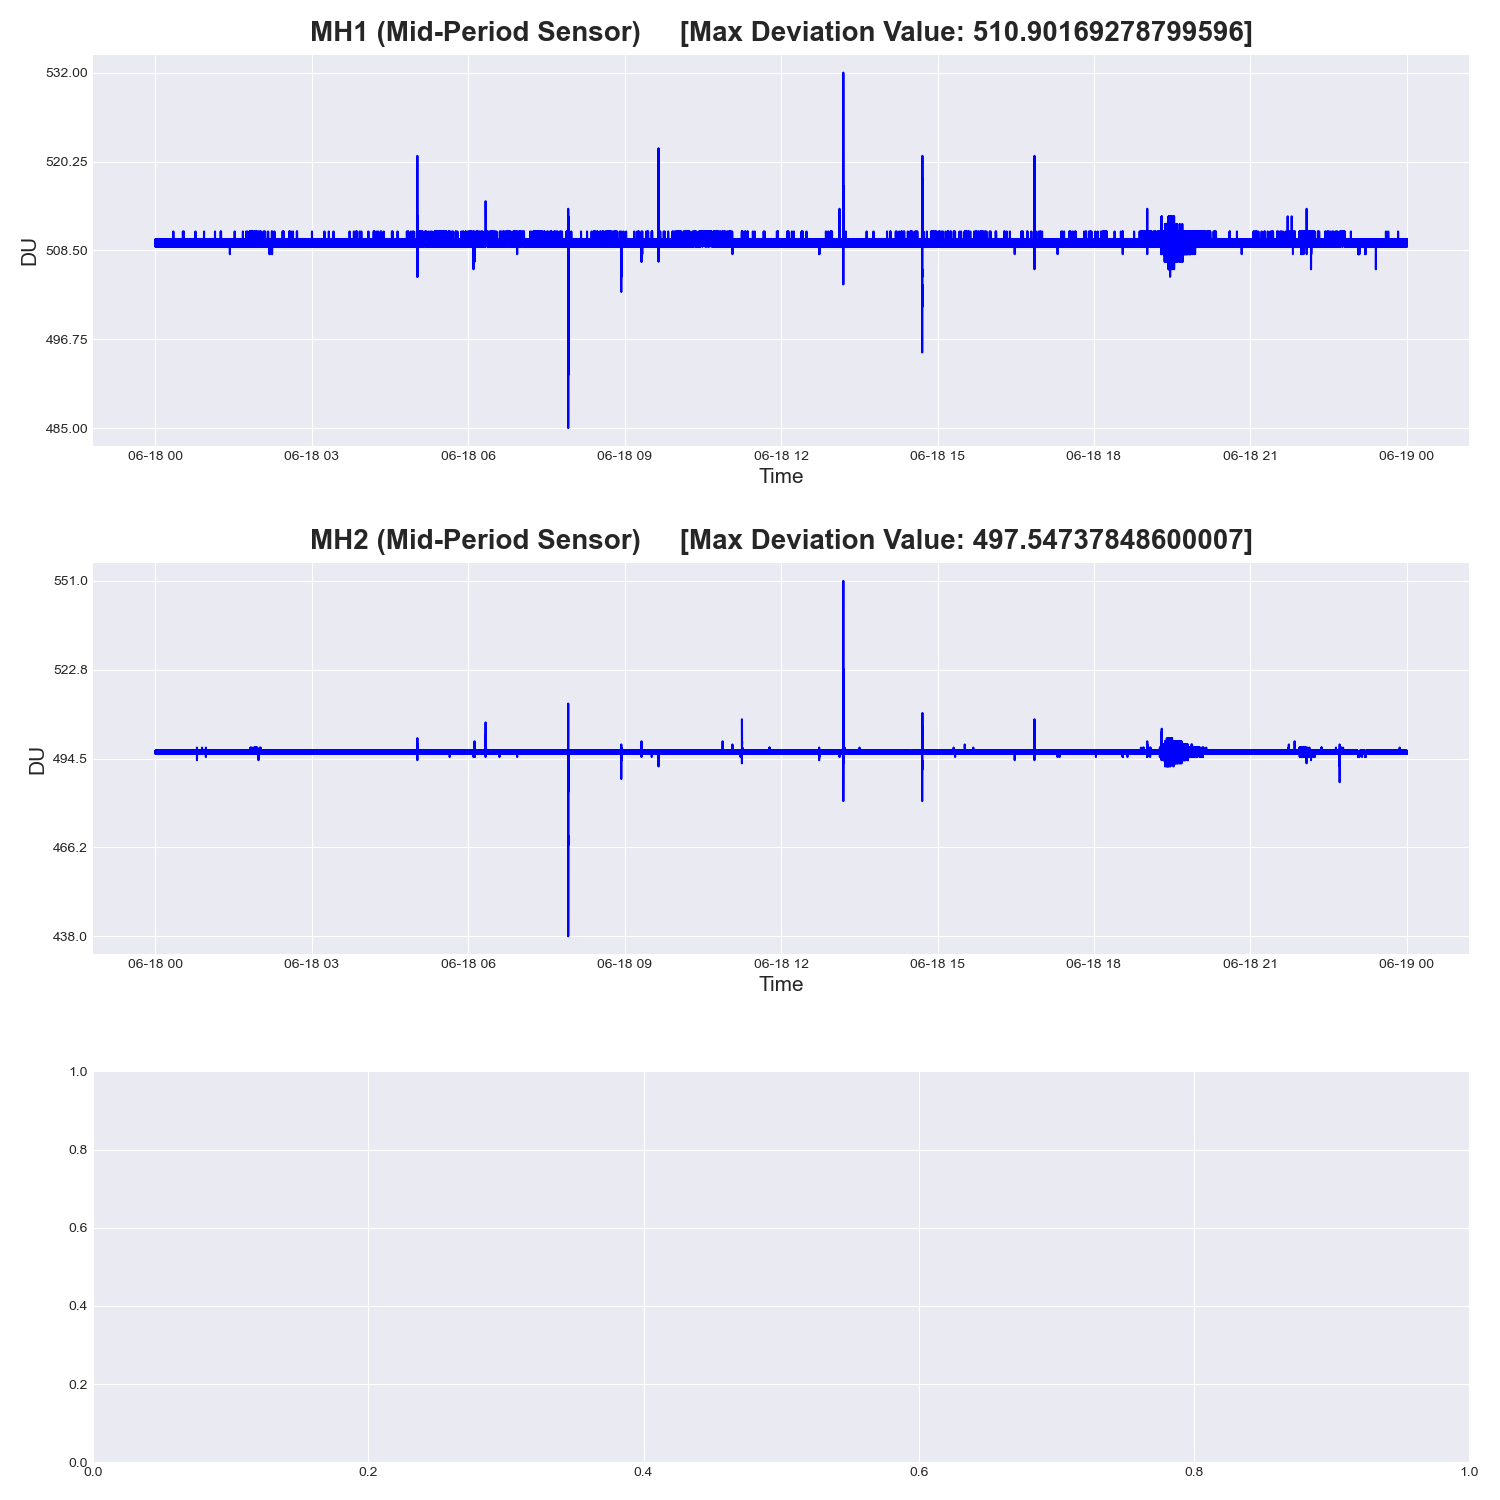 MH1 (Mid-Period Sensor) [Max Deviation Value: 510.90169278799596]
532.00
520.25
508.50
496.75
485.00
DU
06-18 00 06-18 03 06-18 06 06-18 09 06-18 12 06-18 15 06-18 18 06-18 21 06-19 00
Time
MH2 (Mid-Period Sensor) [Max Deviation Value: 497.54737848600007]
551.0
522.8
494.5
466.2
438.0
DU
06-18 00 06-18 03 06-18 06 06-18 09 06-18 12 06-18 15 06-18 18 06-18 21 06-19 00
Time
1.0
0.8
0.6
0.4
0.2
0.0
0.0 0.2 0.4 0.6 0.8 1.0